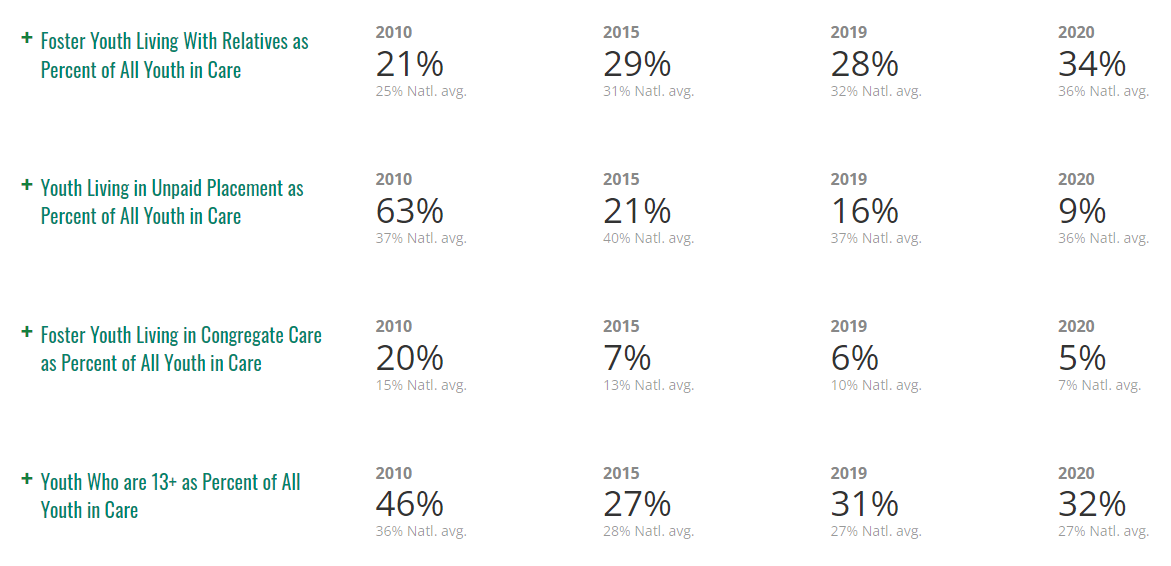 + Foster Youth Living With Relatives as
Percent of All Youth in Care
2010 2015 2019 2020
21% 29% 28% 34%
25% Natl. avg. 31% Natl. avg. 32% Natl. avg. 36% Natl. avg.
+ Youth Living in Unpaid Placement as
Percent of All Youth in Care
2010 2015 2019 2020
63% 21% 16% 9%
37% Natl. avg. 40% Natl. avg. 37% Natl. avg. 36% Natl. avg.
+ Foster Youth Living in Congregate Care
as Percent of All Youth in Care
2010 2015 2019 2020
20% 7% 6% 5%
15% Natl. avg. 13% Natl. avg. 10% Natl. avg. 7% Natl. avg.
+ Youth Who are 13+ as Percent of All
Youth in Care
2010 2015 2019 2020
46% 27% 31% 32%
36% Natl. avg. 28% Natl. avg. 27% Natl. avg. 27% Natl. avg.